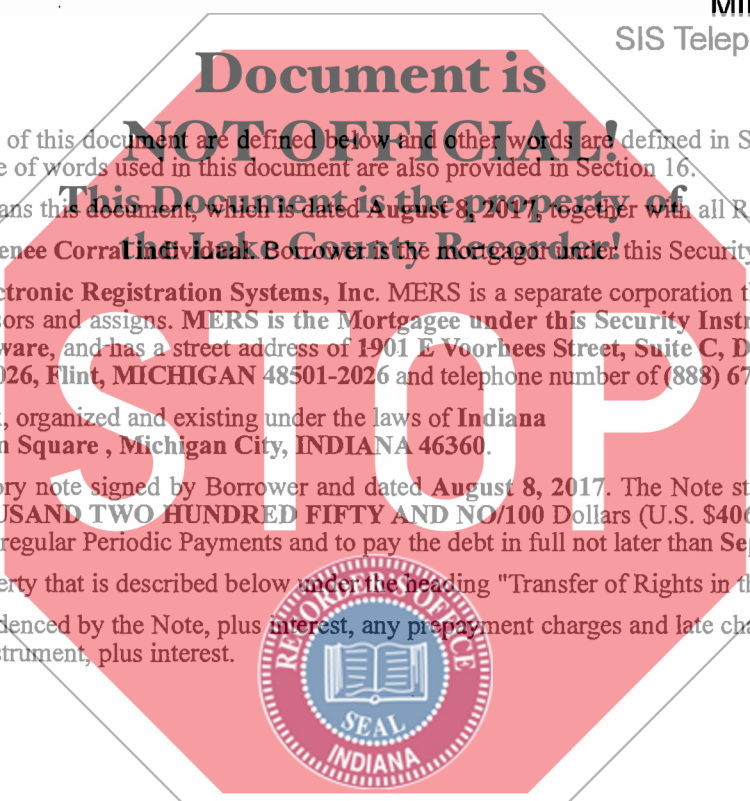 MI
SIS Telep
Document is
NOT OFFICIAL!
of this document are defined below and other words are defined in S
e of words used in this document are also provided in Section 16.
This Document is the property of
ans this document, which is dated August 8, 2017, together with all R
the Lake County Recorder!
enee Corral individual. Borrower is the mortgagor under this Security
ctronic Registration Systems, Inc. MERS is a separate corporation t
sors and assigns. MERS is the Mortgagee under this Security Instr
ware, and has a street address of 1901 E Voorhees Street, Suite C, D
026, Flint, MICHIGAN 48501-2026 and telephone number of (888) 67
STOP
, organized and existing under the laws of Indiana
n Square , Michigan City, INDIANA 46360.
ory note signed by Borrower and dated August 8, 2017. The Note st
USAND TWO HUNDRED FIFTY AND NO/100 Dollars (U.S. $406
regular Periodic Payments and to pay the debt in full not later than Sep
erty that is described below under the heading "Transfer of Rights in th
denced by the Note, plus interest, any prepayment charges and late cha
strument, plus interest.
RECORDER'S OFFICE
SEAL
INDIANA